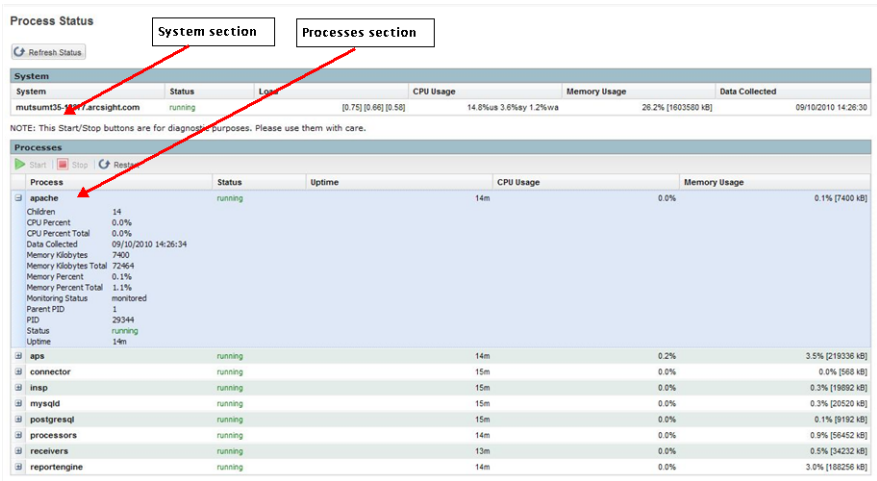 Process Status
System section
Processes section
Refresh Status
System
System Status Load CPU Usage Memory Usage Data Collected
.arcsight.com running [0.75] [0.66] [0.58] 14.8%us 3.6%sy 1.2%wa 26.2% [1603580 kB] 09/10/2010 14:26:30
NOTE: This Start/Stop buttons are for diagnostic purposes. Please use them with care.
Processes
Start Stop Restart
Process Status Uptime CPU Usage Memory Usage
apache running 14m 0.0% 0.1% [7400 kB]
Children 14
CPU Percent 0.0%
CPU Percent Total 0.0%
Data Collected 09/10/2010 14:26:34
Memory Kilobytes 7400
Memory Kilobytes Total 72464
Memory Percent 0.1%
Memory Percent Total 1.1%
Monitoring Status monitored
Parent PID 1
PID 29344
Status running
Uptime 14m
aps running 14m 0.2% 3.5% [219336 kB]
connector running 15m 0.0% 0.0% [568 kB]
insp running 15m 0.0% 0.3% [19892 kB]
mysqld running 15m 0.0% 0.3% [20520 kB]
postgresql running 15m 0.0% 0.1% [9192 kB]
processors running 14m 0.0% 0.9% [56452 kB]
receivers running 13m 0.0% 0.5% [34232 kB]
reportengine running 14m 0.0% 3.0% [188256 kB]